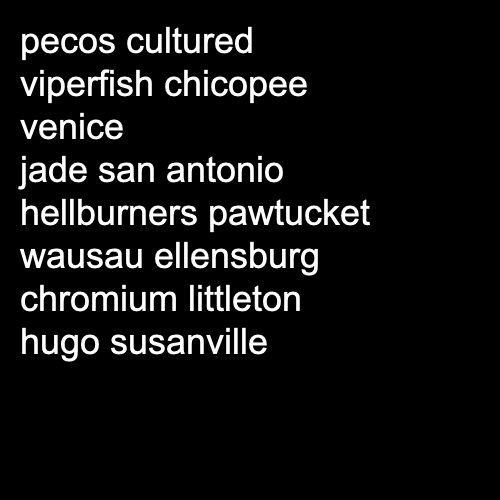 pecos cultured
viperfish chicopee
venice
jade san antonio
hellburners pawtucket
wausau ellensburg
chromium littleton
hugo susanville